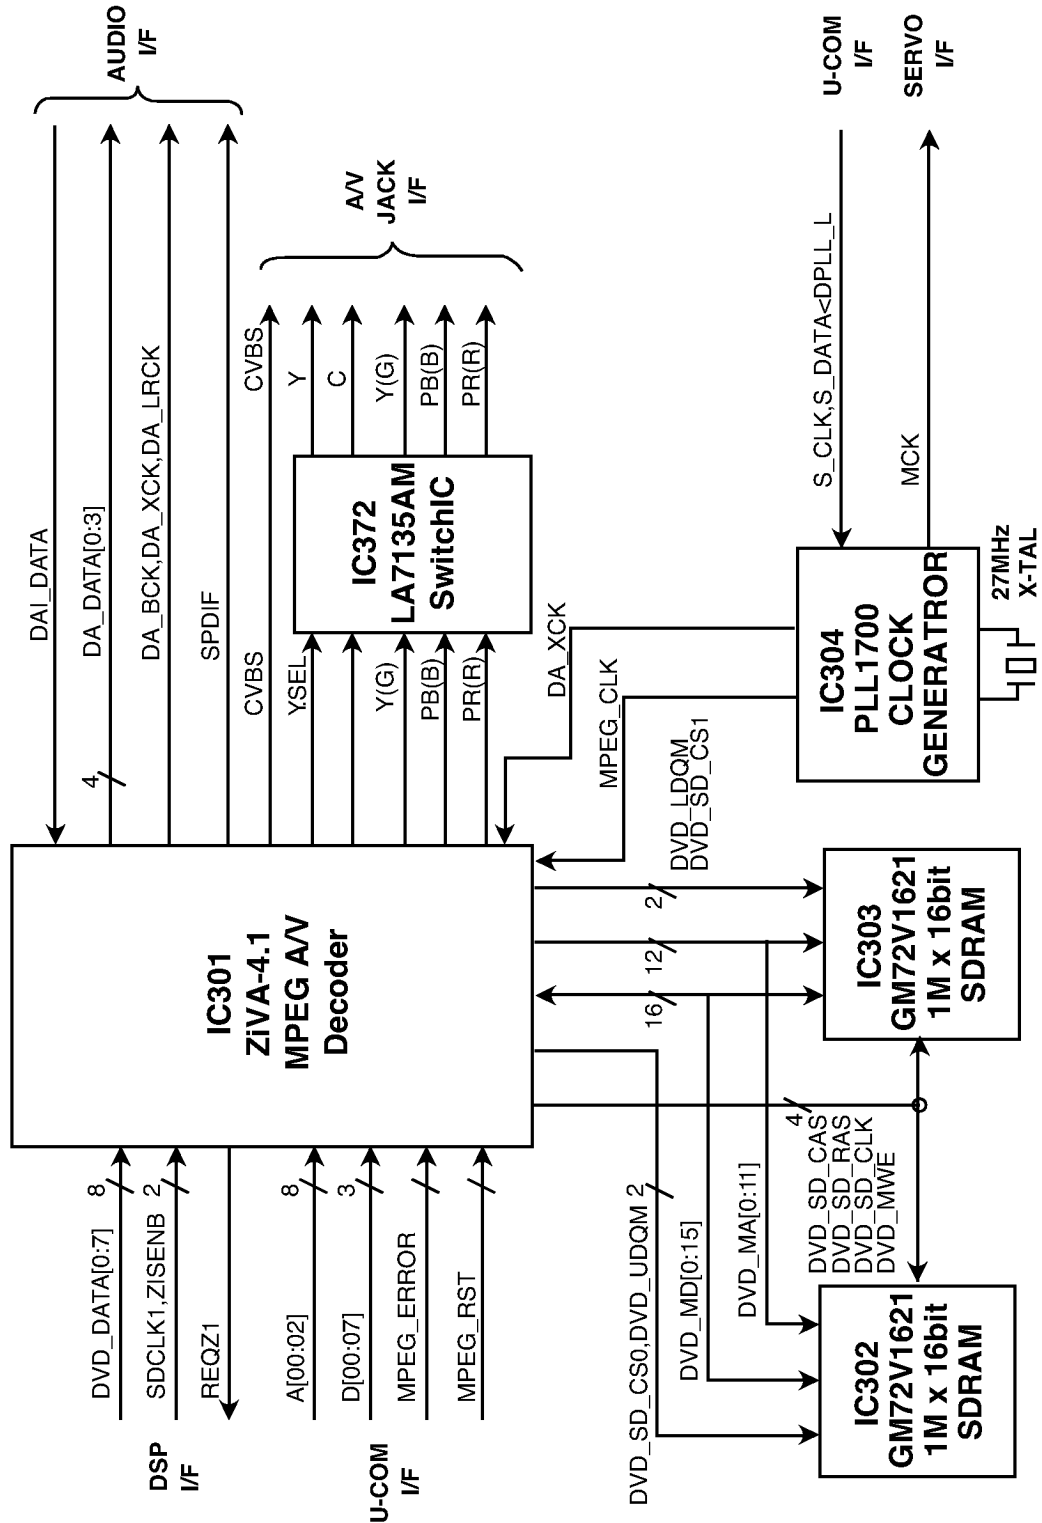 AUDIO
I/F
DAI_DATA
DA_DATA[0:3]
4
DA_BCK,DA_XCK,DA_LRCK
SPDIF
A/V
JACK
I/F
CVBS
CVBS
Y.SEL
Y
C
Y(G)
Y(G)
PB(B)
PB(B)
PR(R)
PR(R)
IC372
LA7135AM
SwitchIC
IC301
ZiVA-4.1
MPEG A/V
Decoder
DVD_DATA[0:7]
8
SDCLK1,ZISENB
2
REQZ1
DSP
I/F
A[00:02]
8
D[00:07]
3
MPEG_ERROR
MPEG_RST
U-COM
I/F
DA_XCK
MPEG_CLK
DVD_LDQM
DVD_SD_CS1
2
12
16
4
DVD_SD_CS0,DVD_UDQM
2
DVD_MD[0:15]
DVD_MA[0:11]
DVD_SD_CAS
DVD_SD_RAS
DVD_SD_CLK
DVD_MWE
IC304
PLL1700
CLOCK
GENERATROR
27MHz
X-TAL
S_CLK,S_DATA<DPLL_L
MCK
U-COM
I/F
SERVO
I/F
IC303
GM72V1621
1M x 16bit
SDRAM
IC302
GM72V1621
1M x 16bit
SDRAM